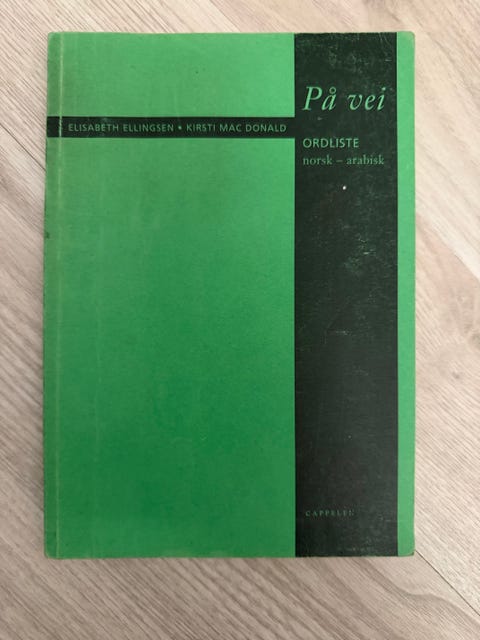 På vei
ELISABETH ELLINGSEN • KIRSTI MAC DONALD
ORDLISTE
norsk – arabisk
CAPPELEN